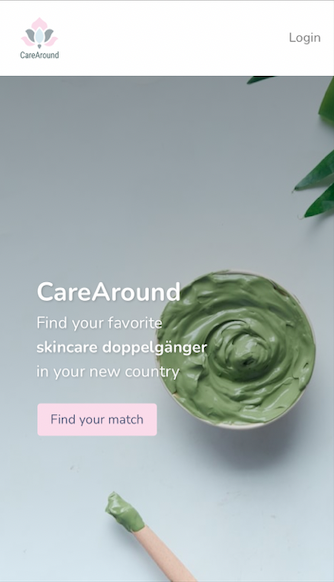 CareAround
Login
CareAround
Find your favorite
skincare doppelgänger
in your new country
Find your match